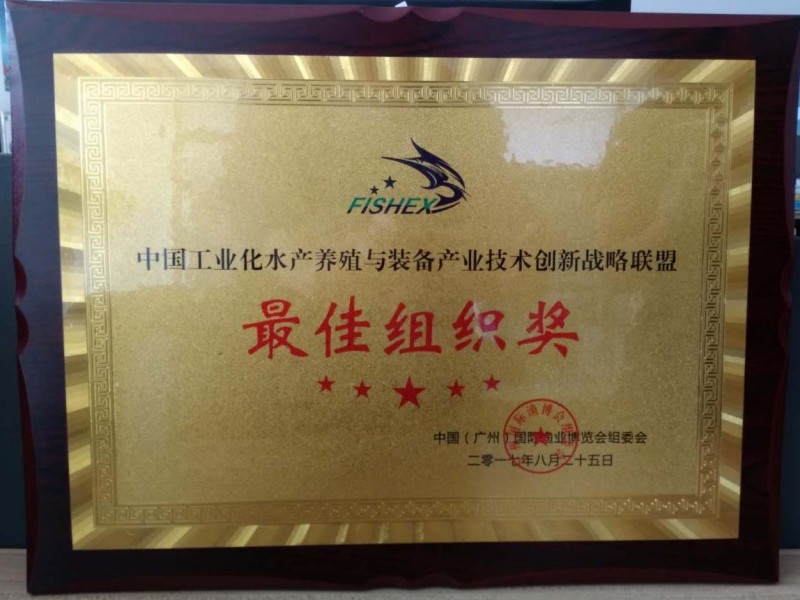 FISHEX
中国工业化水产养殖与装备产业技术创新战略联盟
最佳组织奖
中国（广州）国际渔业博览会组委会
二零一七年八月二十五日